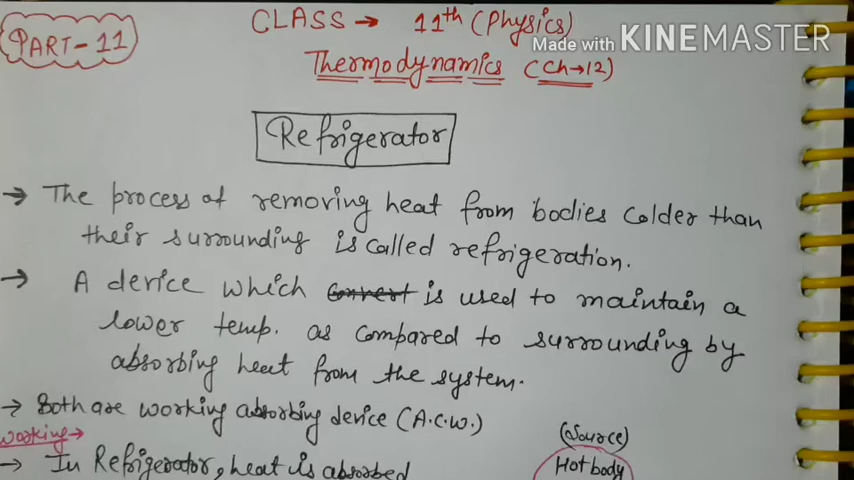 PART-11
CLASS → 11th (Physics)
Made with KINEMASTER
Thermodynamics (Ch→12)
Refrigerator
→ The process of removing heat from bodies colder than
their surrounding is called refrigeration.
→ A device which convert is used to maintain a
lower temp. as compared to surrounding by
absorbing heat from the system.
→ Both are working absorbing device (A.C.W.)
working→
(Source)
→ In Refrigerator, heat is absorbed
Hot body